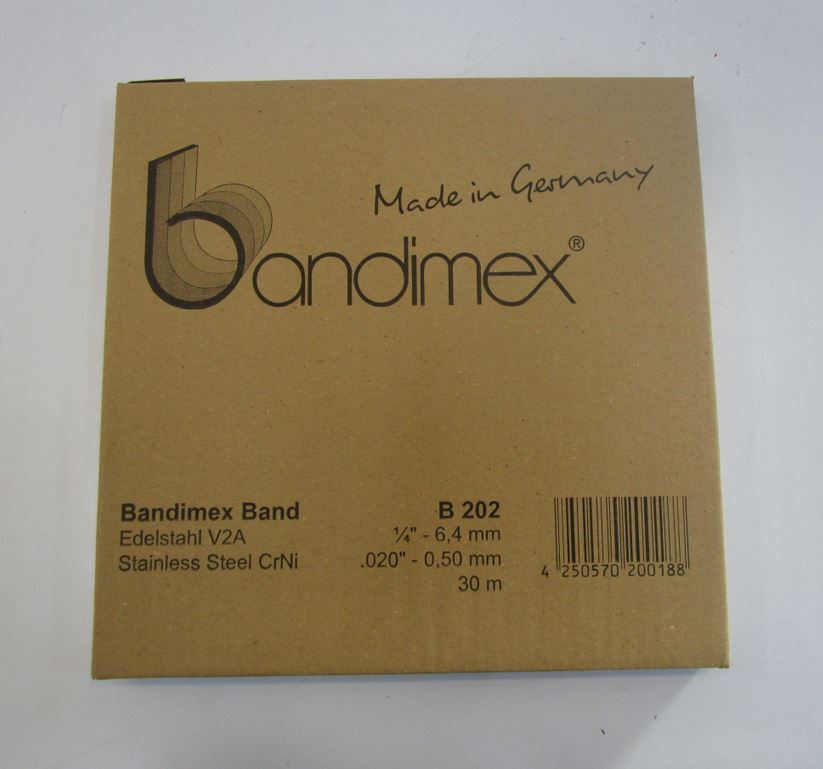 Made in Germany
bandimex®
Bandimex Band B 202
Edelstahl V2A ¼" - 6,4 mm
Stainless Steel CrNi .020" - 0,50 mm
30 m
4 250570 200188